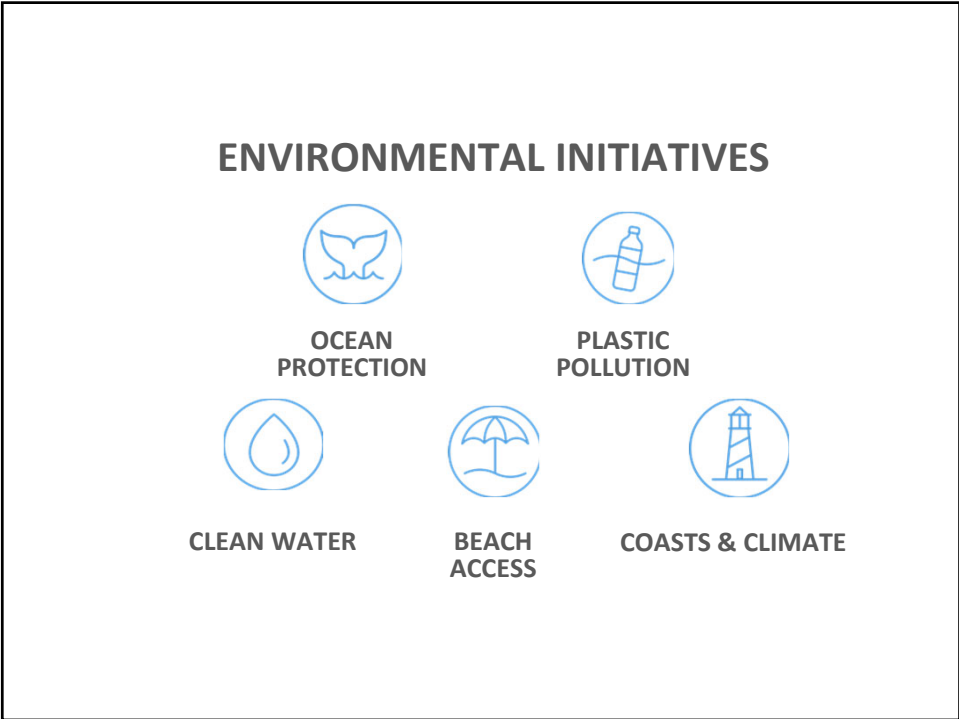 ENVIRONMENTAL INITIATIVES
OCEAN
PROTECTION
PLASTIC
POLLUTION
CLEAN WATER
BEACH
ACCESS
COASTS & CLIMATE